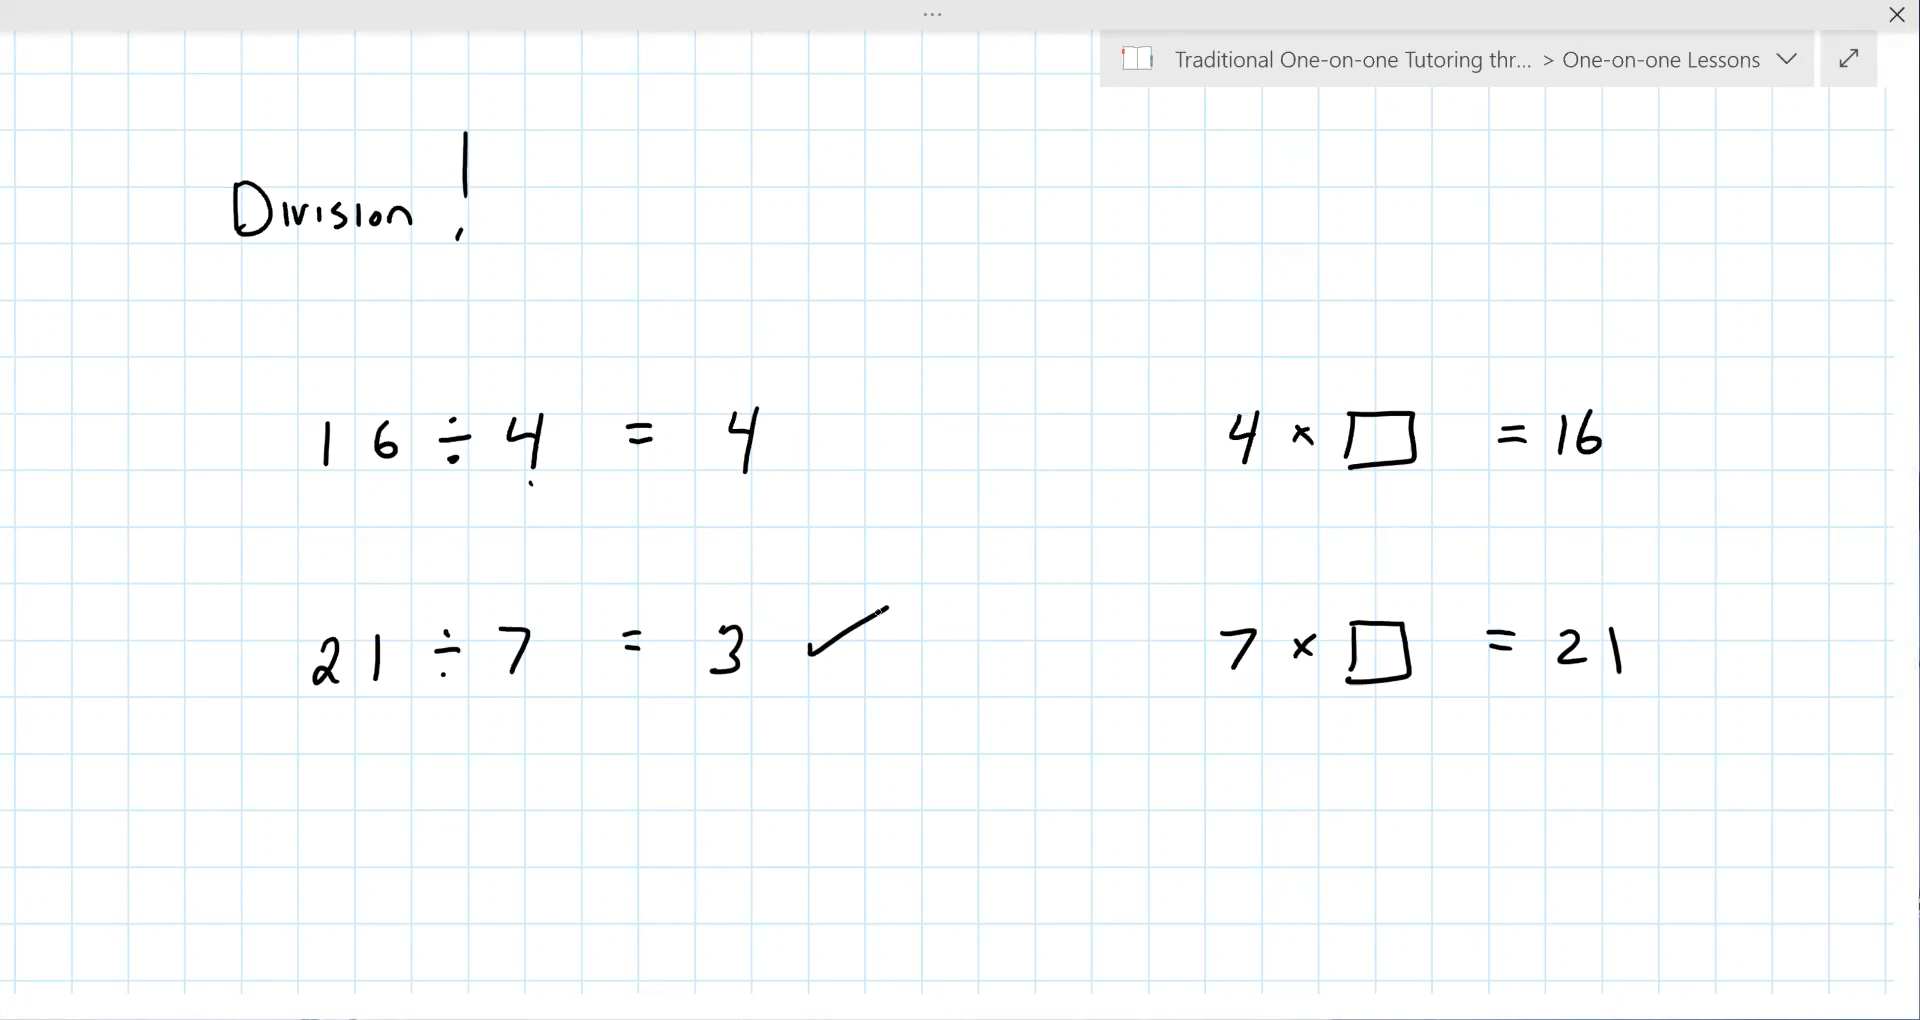 Traditional One-on-one Tutoring thr... > One-on-one Lessons
Division !
16 ÷ 4 = 4
4 × □ = 16
21 ÷ 7 = 3 ✓
7 × □ = 21